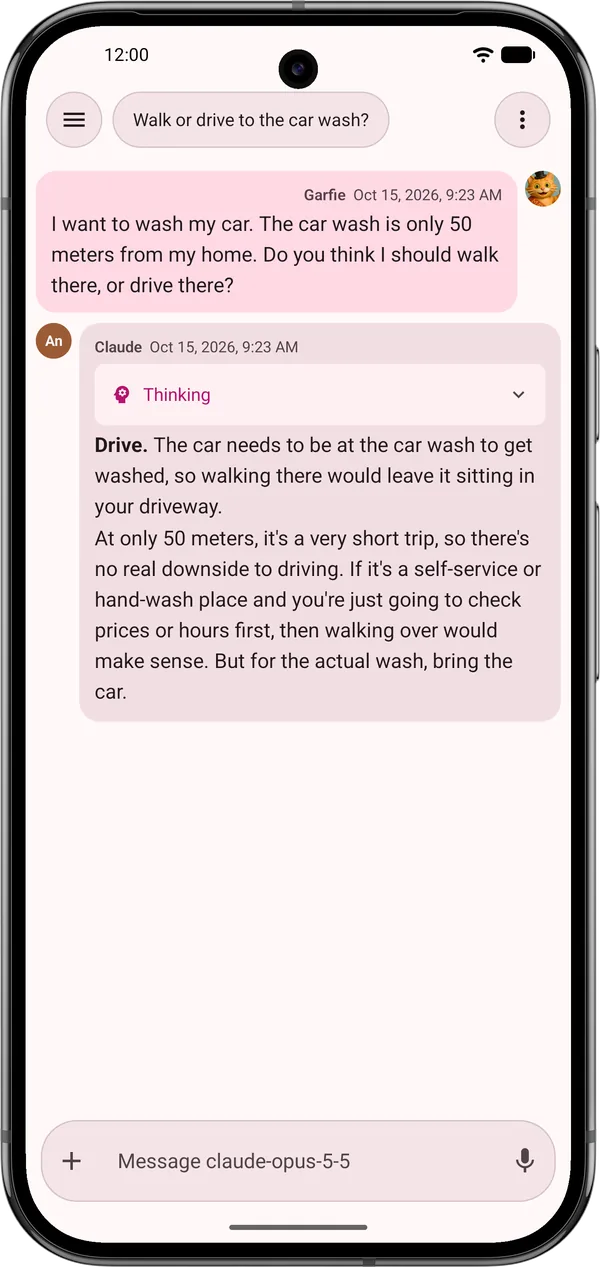 12:00
Walk or drive to the car wash?
Garfie Oct 15, 2026, 9:23 AM
I want to wash my car. The car wash is only 50
meters from my home. Do you think I should walk
there, or drive there?
An
Claude Oct 15, 2026, 9:23 AM
Thinking
Drive. The car needs to be at the car wash to get
washed, so walking there would leave it sitting in
your driveway.
At only 50 meters, it's a very short trip, so there's
no real downside to driving. If it's a self-service or
hand-wash place and you're just going to check
prices or hours first, then walking over would
make sense. But for the actual wash, bring the
car.
Message claude-opus-5-5